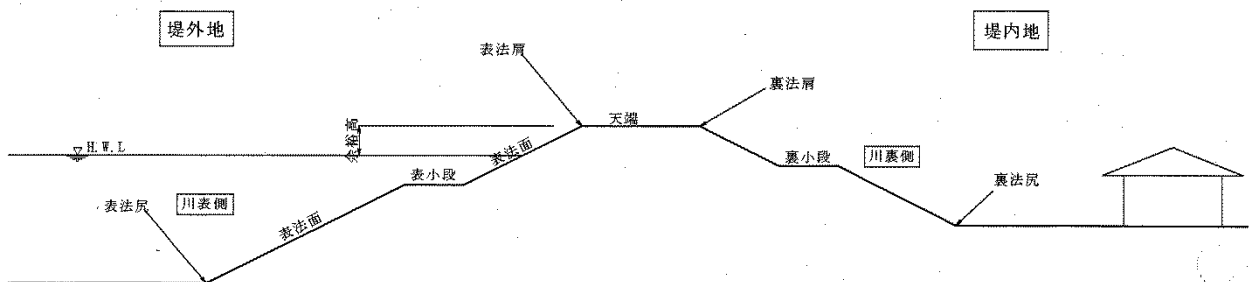 堤外地
堤内地
表法肩
裏法肩
天端
余裕高
H.W.L
表法面
表小段
裏小段
川裏側
裏法尻
表法尻
川表側
表法面